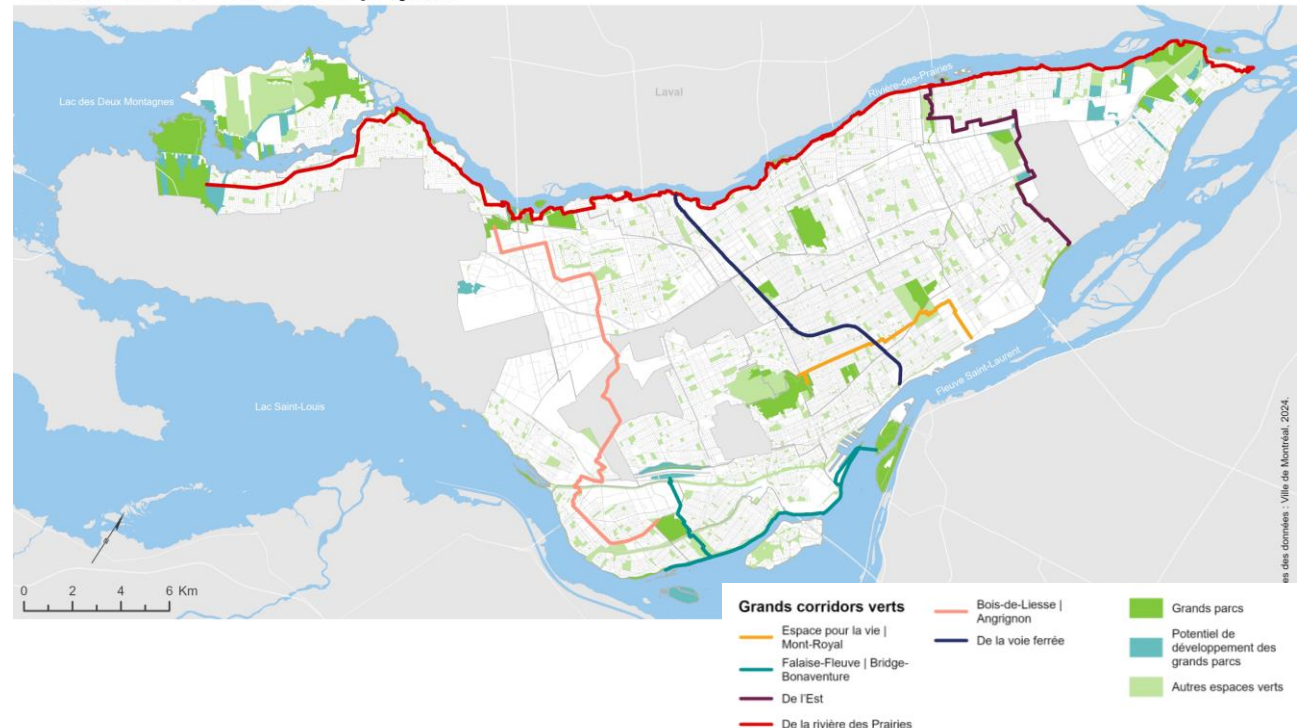 Lac des Deux Montagnes
Laval
Rivière-des-Prairies
Fleuve Saint-Laurent
Lac Saint-Louis
0 2 4 6 Km
es des données : Ville de Montréal, 2024.
Grands corridors verts
Espace pour la vie |
Mont-Royal
Falaise-Fleuve | Bridge-
Bonaventure
De l'Est
De la rivière des Prairies
Bois-de-Liesse |
Angrignon
De la voie ferrée
Grands parcs
Potentiel de
développement des
grands parcs
Autres espaces verts